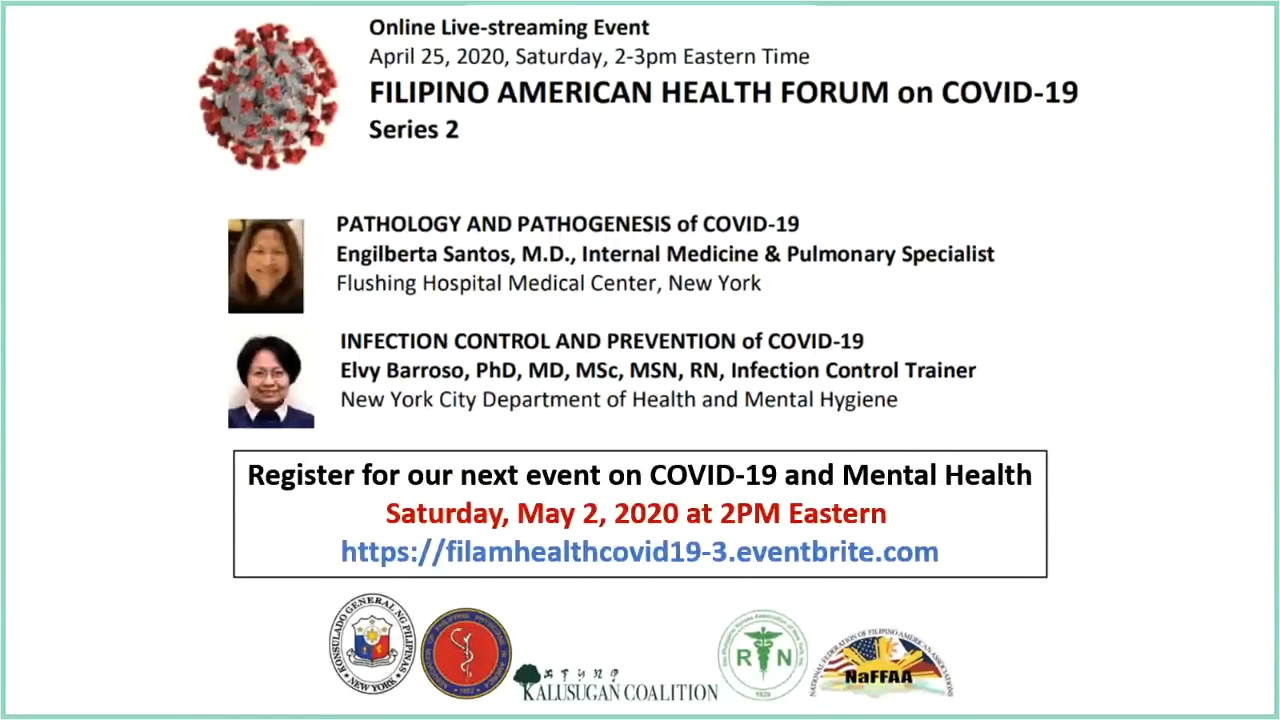 Online Live-streaming Event
April 25, 2020, Saturday, 2-3pm Eastern Time
FILIPINO AMERICAN HEALTH FORUM on COVID-19
Series 2
PATHOLOGY AND PATHOGENESIS of COVID-19
Engilberta Santos, M.D., Internal Medicine & Pulmonary Specialist
Flushing Hospital Medical Center, New York
INFECTION CONTROL AND PREVENTION of COVID-19
Elvy Barroso, PhD, MD, MSc, MSN, RN, Infection Control Trainer
New York City Department of Health and Mental Hygiene
Register for our next event on COVID-19 and Mental Health
Saturday, May 2, 2020 at 2PM Eastern
https://filamhealthcovid19-3.eventbrite.com
KONSULADO GENERAL NG PILIPINAS
NEW YORK
PHILIPPINE PHYSICIANS IN AMERICA
KALUSUGAN COALITION
RN
NATIONAL FEDERATION OF FILIPINO AMERICAN ASSOCIATIONS
NaFFAA